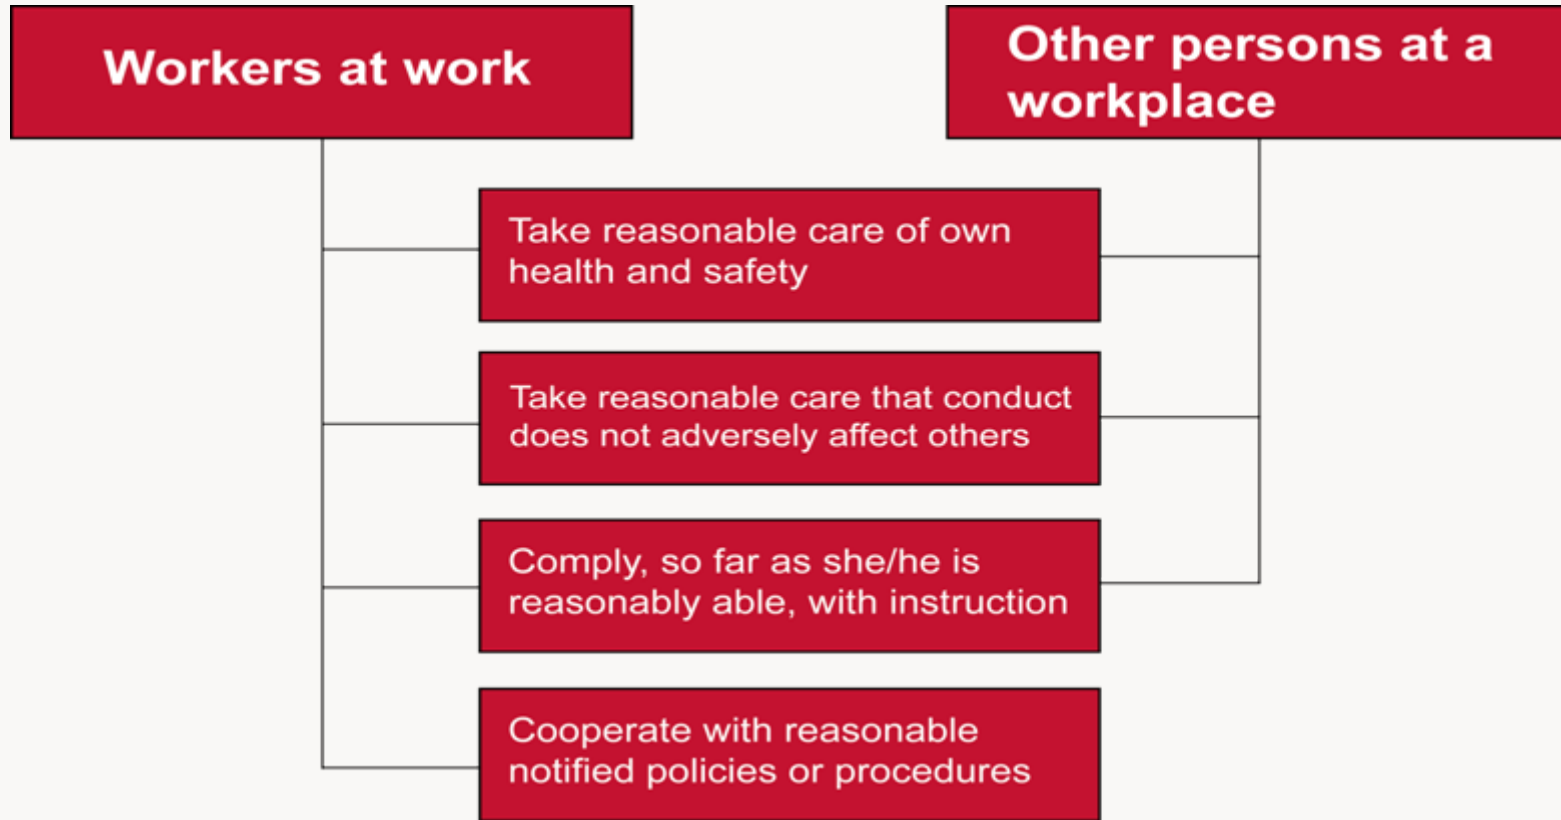 Workers at work
Other persons at a
workplace
Take reasonable care of own
health and safety
Take reasonable care that conduct
does not adversely affect others
Comply, so far as she/he is
reasonably able, with instruction
Cooperate with reasonable
notified policies or procedures